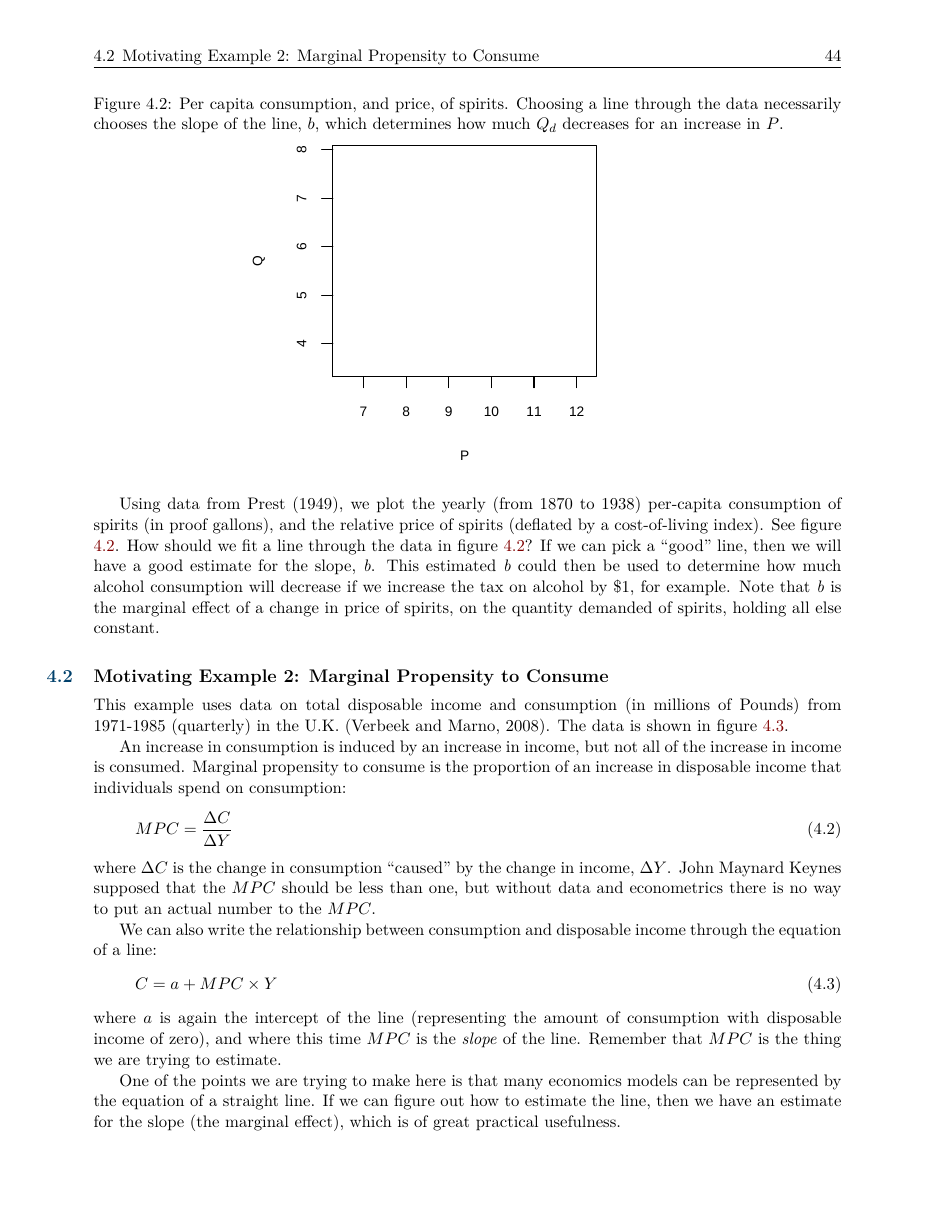 4.2 Motivating Example 2: Marginal Propensity to Consume 44
Figure 4.2: Per capita consumption, and price, of spirits. Choosing a line through the data necessarily
chooses the slope of the line, b, which determines how much Q_d decreases for an increase in P.
8
7
6
5
4
Q
7 8 9 10 11 12
P
Using data from Prest (1949), we plot the yearly (from 1870 to 1938) per-capita consumption of
spirits (in proof gallons), and the relative price of spirits (deflated by a cost-of-living index). See figure
4.2. How should we fit a line through the data in figure 4.2? If we can pick a “good” line, then we will
have a good estimate for the slope, b. This estimated b could then be used to determine how much
alcohol consumption will decrease if we increase the tax on alcohol by $1, for example. Note that b is
the marginal effect of a change in price of spirits, on the quantity demanded of spirits, holding all else
constant.
4.2 Motivating Example 2: Marginal Propensity to Consume
This example uses data on total disposable income and consumption (in millions of Pounds) from
1971-1985 (quarterly) in the U.K. (Verbeek and Marno, 2008). The data is shown in figure 4.3.
An increase in consumption is induced by an increase in income, but not all of the increase in income
is consumed. Marginal propensity to consume is the proportion of an increase in disposable income that
individuals spend on consumption:
MPC = ΔC/ΔY (4.2)
where ΔC is the change in consumption “caused” by the change in income, ΔY. John Maynard Keynes
supposed that the MPC should be less than one, but without data and econometrics there is no way
to put an actual number to the MPC.
We can also write the relationship between consumption and disposable income through the equation
of a line:
C = a + MPC × Y (4.3)
where a is again the intercept of the line (representing the amount of consumption with disposable
income of zero), and where this time MPC is the slope of the line. Remember that MPC is the thing
we are trying to estimate.
One of the points we are trying to make here is that many economics models can be represented by
the equation of a straight line. If we can figure out how to estimate the line, then we have an estimate
for the slope (the marginal effect), which is of great practical usefulness.